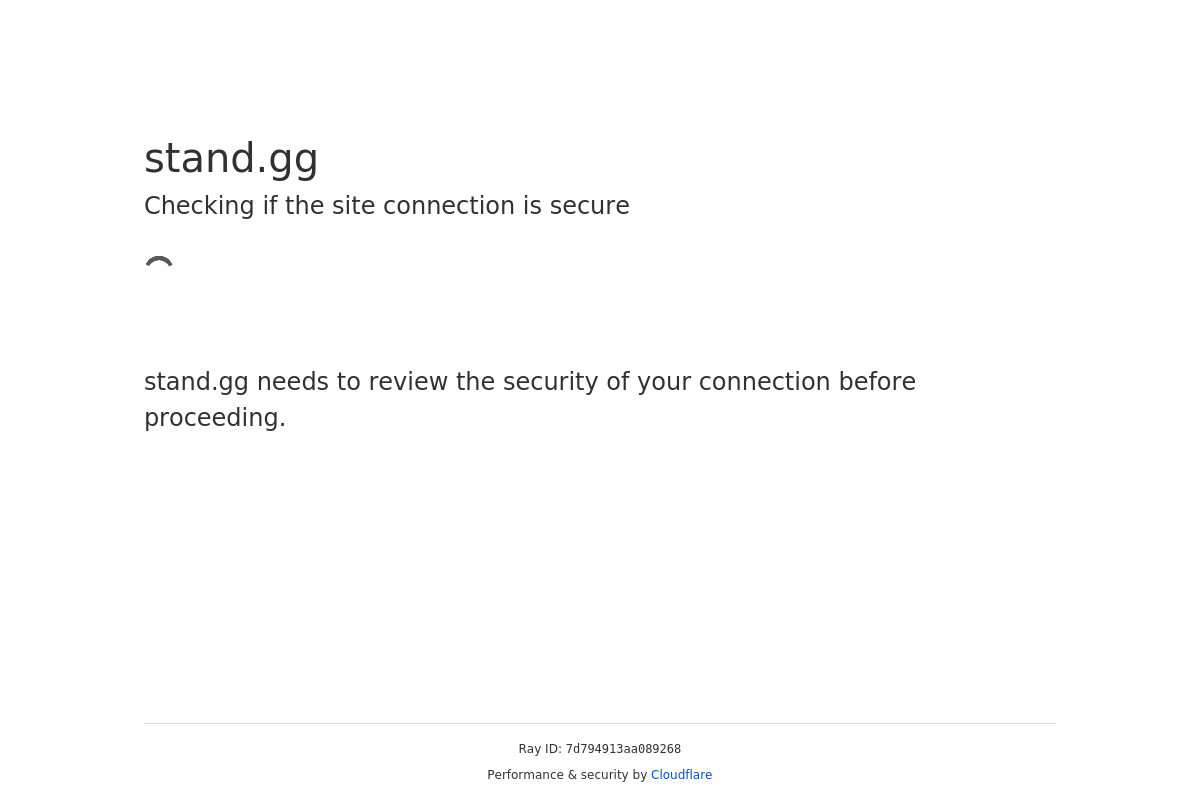 stand.gg
Checking if the site connection is secure
stand.gg needs to review the security of your connection before
proceeding.
Ray ID: 7d794913aa089268
Performance & security by Cloudflare